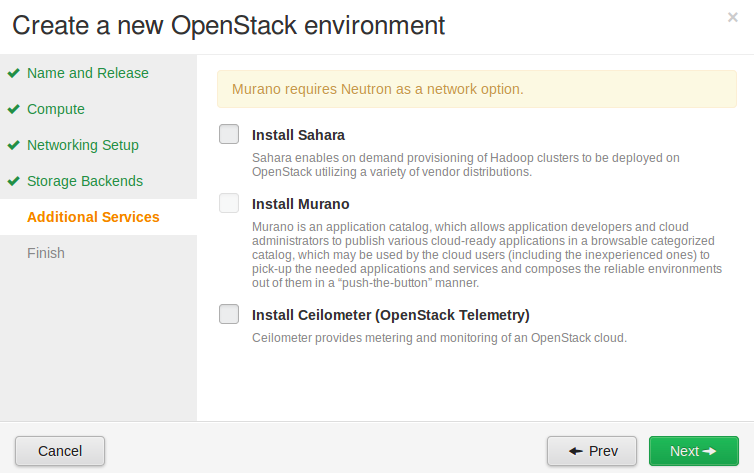 Create a new OpenStack environment
×
Name and Release
Compute
Networking Setup
Storage Backends
Additional Services
Finish
Murano requires Neutron as a network option.
Install Sahara
Sahara enables on demand provisioning of Hadoop clusters to be deployed on
OpenStack utilizing a variety of vendor distributions.
Install Murano
Murano is an application catalog, which allows application developers and cloud
administrators to publish various cloud-ready applications in a browsable categorized
catalog, which may be used by the cloud users (including the inexperienced ones) to
pick-up the needed applications and services and composes the reliable environments
out of them in a “push-the-button” manner.
Install Ceilometer (OpenStack Telemetry)
Ceilometer provides metering and monitoring of an OpenStack cloud.
Cancel
Prev
Next